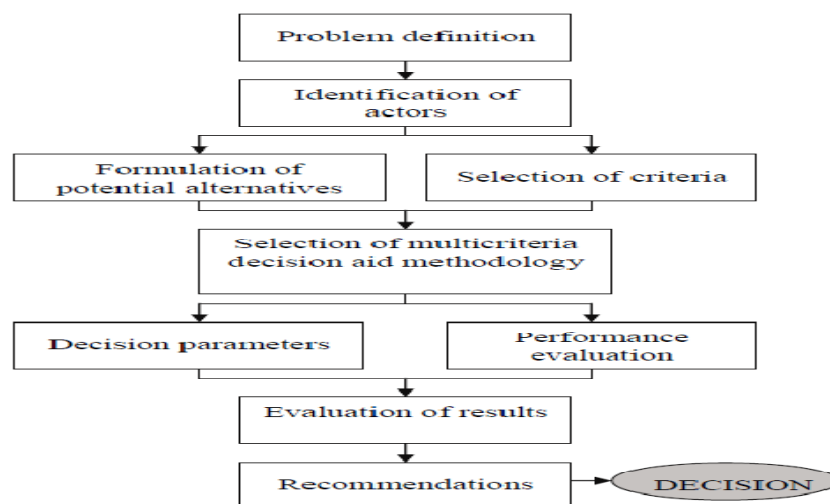 Problem definition
Identification of
actors
Formulation of
potential alternatives
Selection of criteria
Selection of multicriteria
decision aid methodology
Decision parameters
Performance
evaluation
Evaluation of results
Recommendations
DECISION